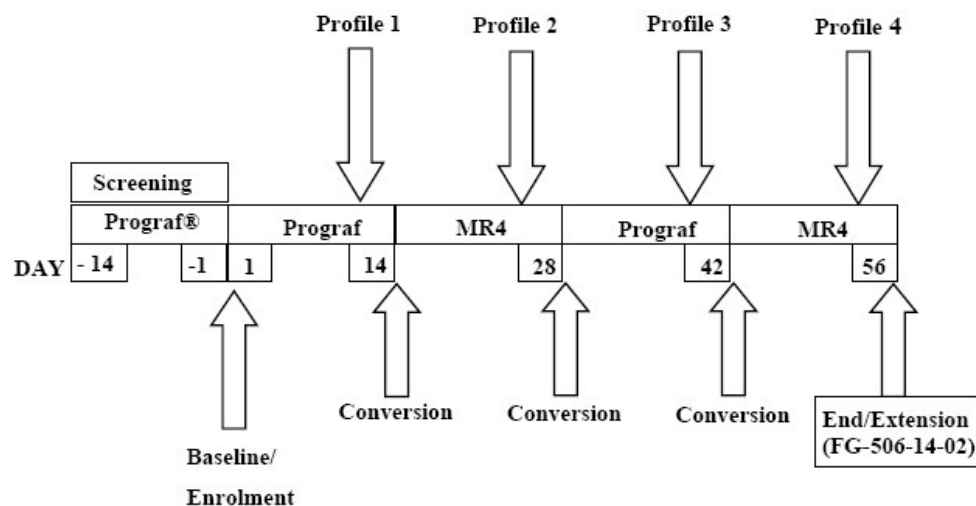 Profile 1 Profile 2 Profile 3 Profile 4
Screening
Prograf® Prograf MR4 Prograf MR4
DAY - 14 -1 1 14 28 42 56
Conversion Conversion Conversion
Baseline/
Enrolment
End/Extension
(FG-506-14-02)